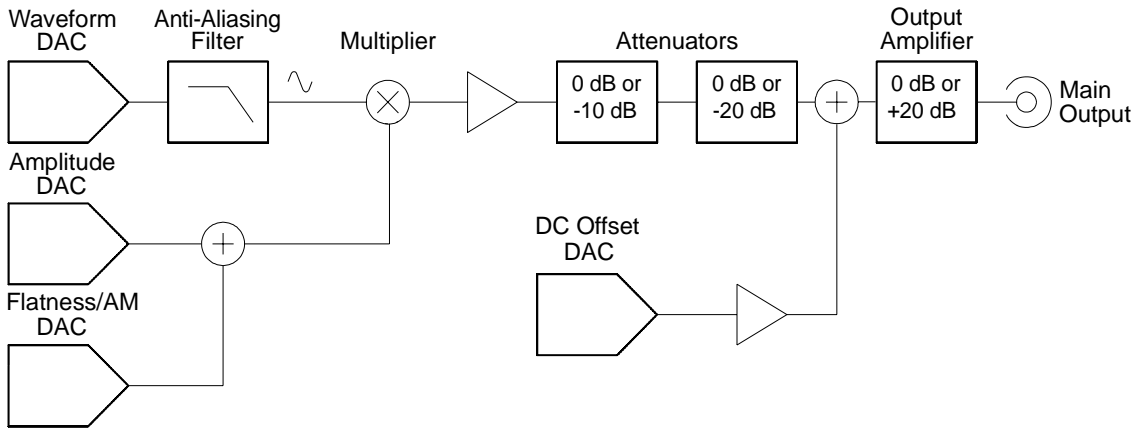 Waveform
DAC
Anti-Aliasing
Filter
Multiplier
Attenuators
Output
Amplifier
0 dB or
-10 dB
0 dB or
-20 dB
0 dB or
+20 dB
Main
Output
Amplitude
DAC
DC Offset
DAC
Flatness/AM
DAC